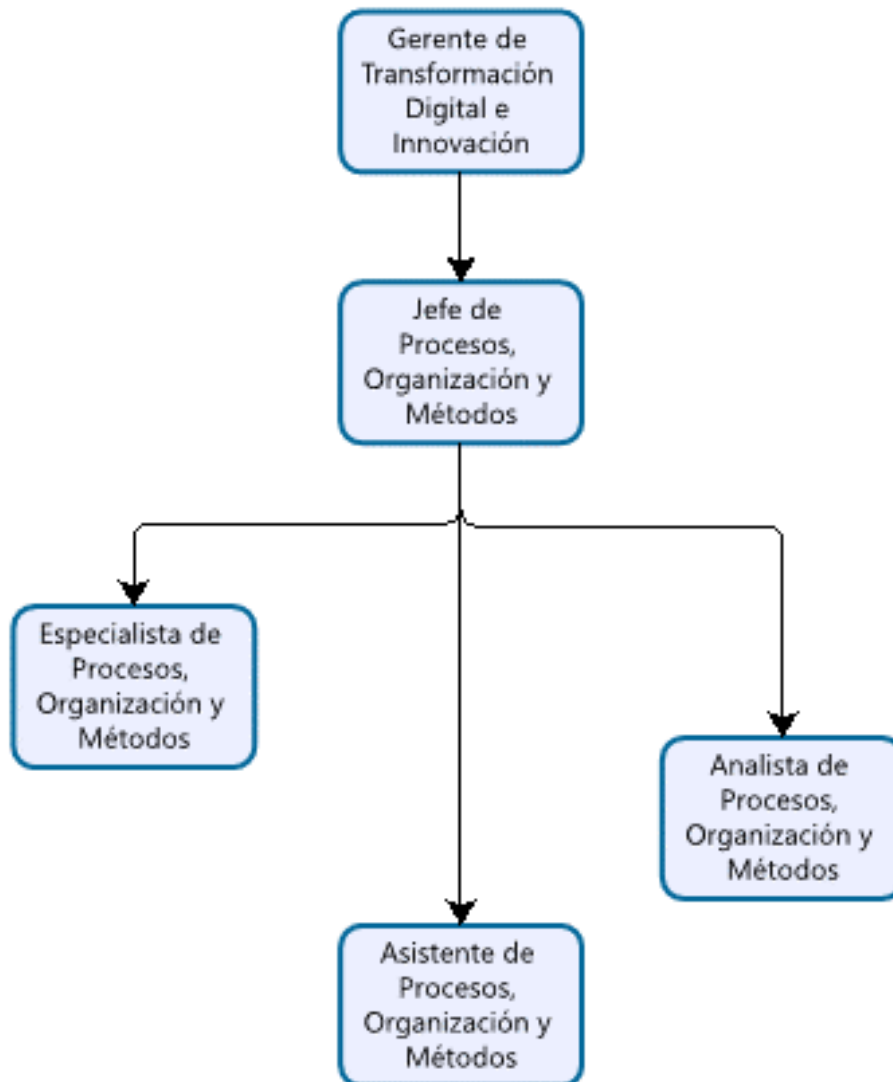 Gerente de
Transformación
Digital e
Innovación
Jefe de
Procesos,
Organización y
Métodos
Especialista de
Procesos,
Organización y
Métodos
Analista de
Procesos,
Organización y
Métodos
Asistente de
Procesos,
Organización y
Métodos